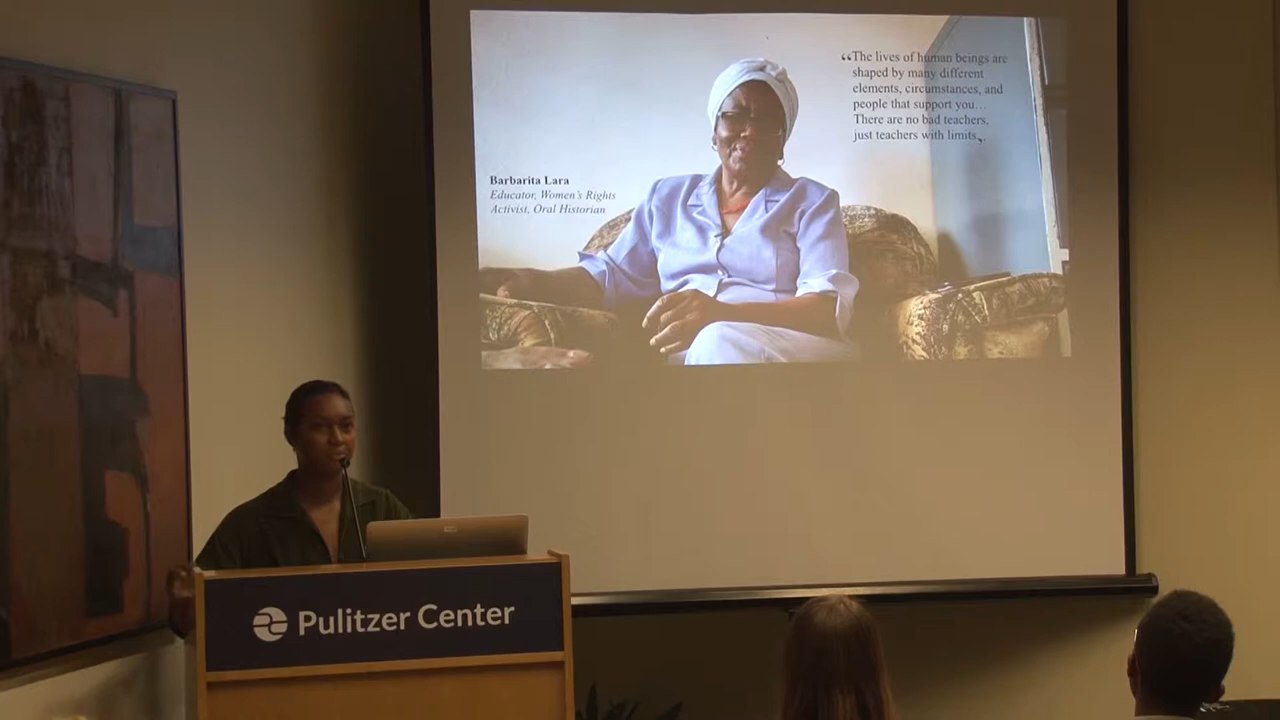 “The lives of human beings are
shaped by many different
elements, circumstances, and
people that support you...
There are no bad teachers,
just teachers with limits„
Barbarita Lara
Educator, Women's Rights
Activist, Oral Historian
Pulitzer Center